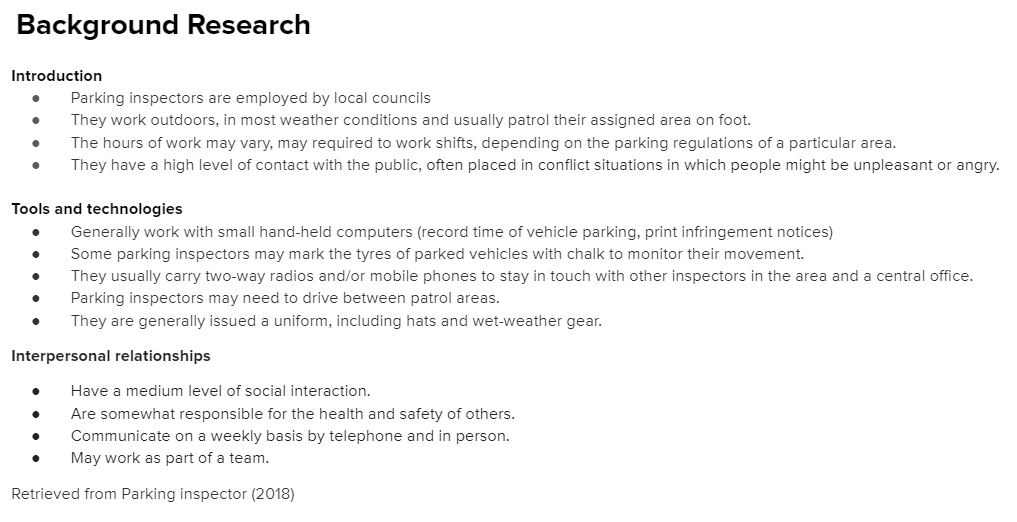 Background Research
Introduction
● Parking inspectors are employed by local councils
● They work outdoors, in most weather conditions and usually patrol their assigned area on foot.
● The hours of work may vary, may required to work shifts, depending on the parking regulations of a particular area.
● They have a high level of contact with the public, often placed in conflict situations in which people might be unpleasant or angry.
Tools and technologies
● Generally work with small hand-held computers (record time of vehicle parking, print infringement notices)
● Some parking inspectors may mark the tyres of parked vehicles with chalk to monitor their movement.
● They usually carry two-way radios and/or mobile phones to stay in touch with other inspectors in the area and a central office.
● Parking inspectors may need to drive between patrol areas.
● They are generally issued a uniform, including hats and wet-weather gear.
Interpersonal relationships
● Have a medium level of social interaction.
● Are somewhat responsible for the health and safety of others.
● Communicate on a weekly basis by telephone and in person.
● May work as part of a team.
Retrieved from Parking inspector (2018)